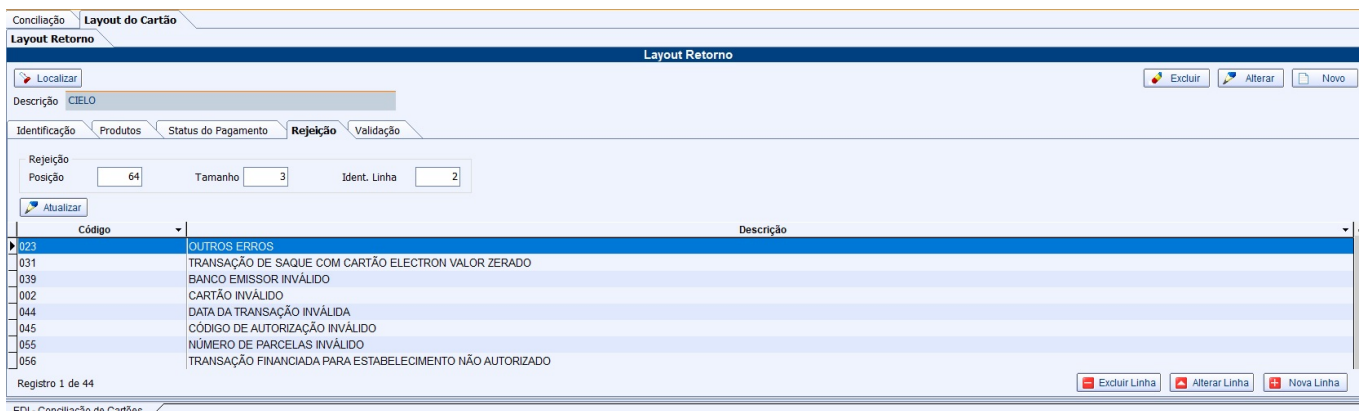 Conciliação Layout do Cartão
Layout Retorno
Layout Retorno
Localizar Excluir Alterar Novo
Descrição CIELO
Identificação Produtos Status do Pagamento Rejeição Validação
Rejeição
Posição 64 Tamanho 3 Ident. Linha 2
Atualizar
Código Descrição
023 OUTROS ERROS
031 TRANSAÇÃO DE SAQUE COM CARTÃO ELECTRON VALOR ZERADO
039 BANCO EMISSOR INVÁLIDO
002 CARTÃO INVÁLIDO
044 DATA DA TRANSAÇÃO INVÁLIDA
045 CÓDIGO DE AUTORIZAÇÃO INVÁLIDO
055 NÚMERO DE PARCELAS INVÁLIDO
056 TRANSAÇÃO FINANCIADA PARA ESTABELECIMENTO NÃO AUTORIZADO
Registro 1 de 44 Excluir Linha Alterar Linha Nova Linha
EDI - Conciliação de Cartões